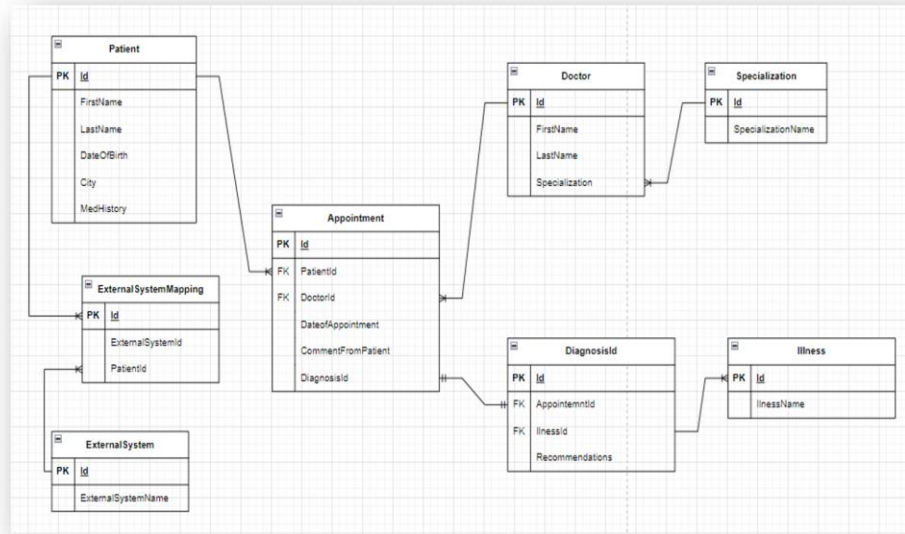 Patient
PK Id
FirstName
LastName
DateOfBirth
City
MedHistory
Doctor
PK Id
FirstName
LastName
Specialization
Specialization
PK Id
SpecializationName
Appointment
PK Id
FK PatientId
FK DoctorId
DateofAppointment
CommentFromPatient
DiagnosisId
ExternalSystemMapping
PK Id
ExternalSystemId
PatientId
DiagnosisId
PK Id
FK AppointemntId
FK IlnessId
Recommendations
Illness
PK Id
IlnessName
ExternalSystem
PK Id
ExternalSystemName